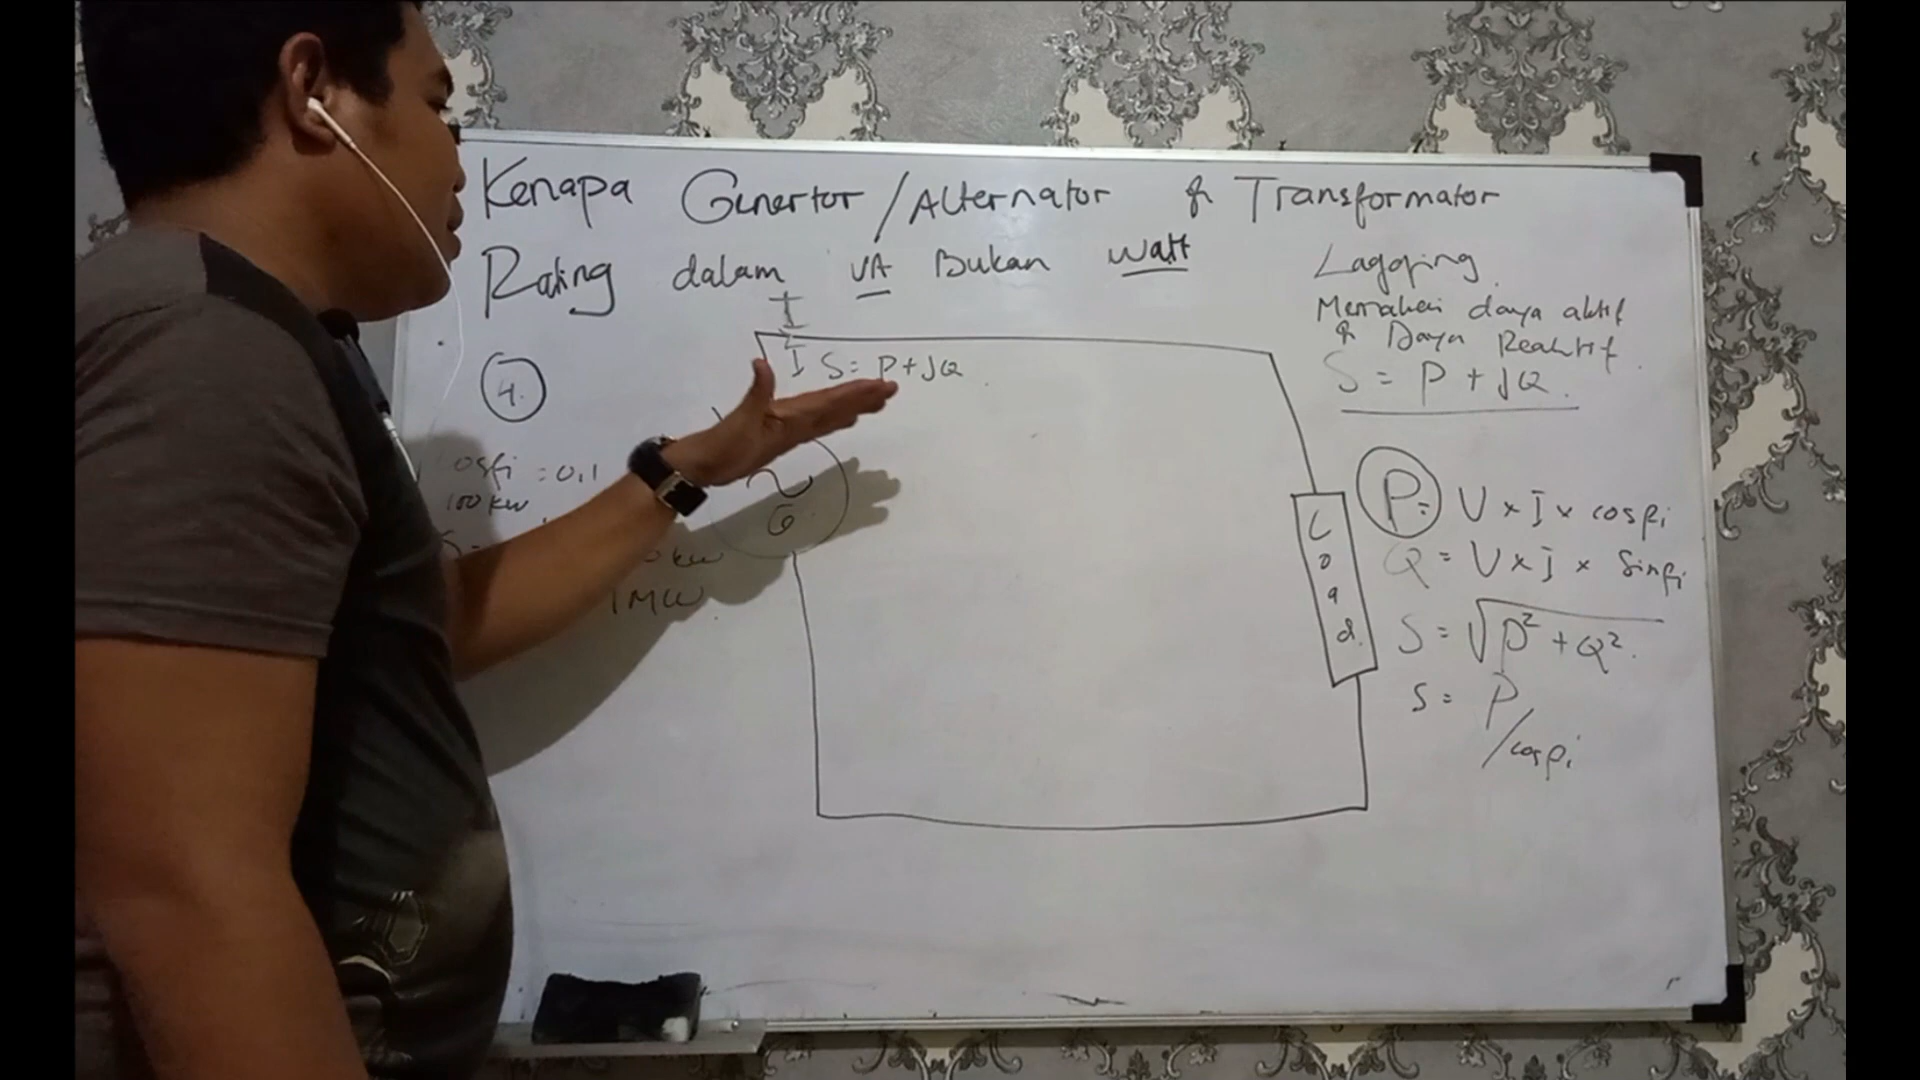 Kenapa Genertor / Alternator & Transformator
Rating dalam VA Bukan Watt
Lagging
Memakai daya aktif
& Daya Reaktif
S = P + jQ
I
I S = P + jQ
4.
cosfi = 0,1
100 kW
1 MW
G
Load
P = V x I x cosfi
Q = V x I x sinfi
S = √P² + Q²
S = P
/cosfi